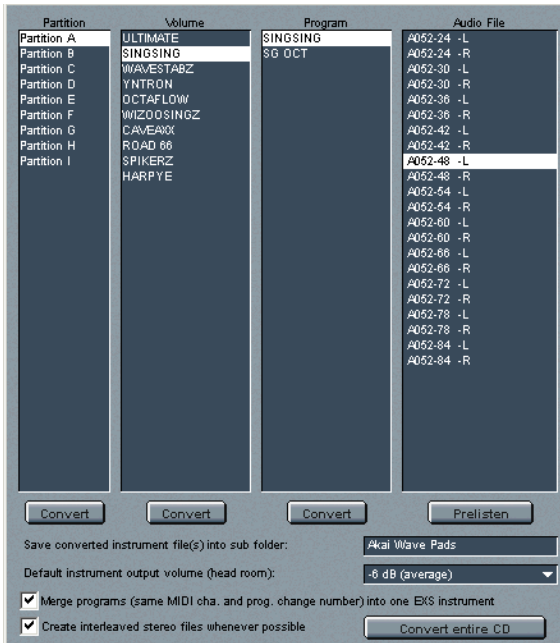 Partition
Partition A
Partition B
Partition C
Partition D
Partition E
Partition F
Partition G
Partition H
Partition I
Convert
Volume
ULTIMATE
SINGSING
WAVESTABZ
YNTRON
OCTAFLOW
WIZOOSINGZ
CAVEAXX
ROAD 66
SPIKERZ
HARPYE
Convert
Program
SINGSING
SG OCT
Convert
Audio File
A052-24 -L
A052-24 -R
A052-30 -L
A052-30 -R
A052-36 -L
A052-36 -R
A052-42 -L
A052-42 -R
A052-48 -L
A052-48 -R
A052-54 -L
A052-54 -R
A052-60 -L
A052-60 -R
A052-66 -L
A052-66 -R
A052-72 -L
A052-72 -R
A052-78 -L
A052-78 -R
A052-84 -L
A052-84 -R
Prelisten
Save converted instrument file(s) into sub folder: Akai Wave Pads
Default instrument output volume (head room): -6 dB (average)
Merge programs (same MIDI cha. and prog. change number) into one EXS instrument
Create interleaved stereo files whenever possible
Convert entire CD